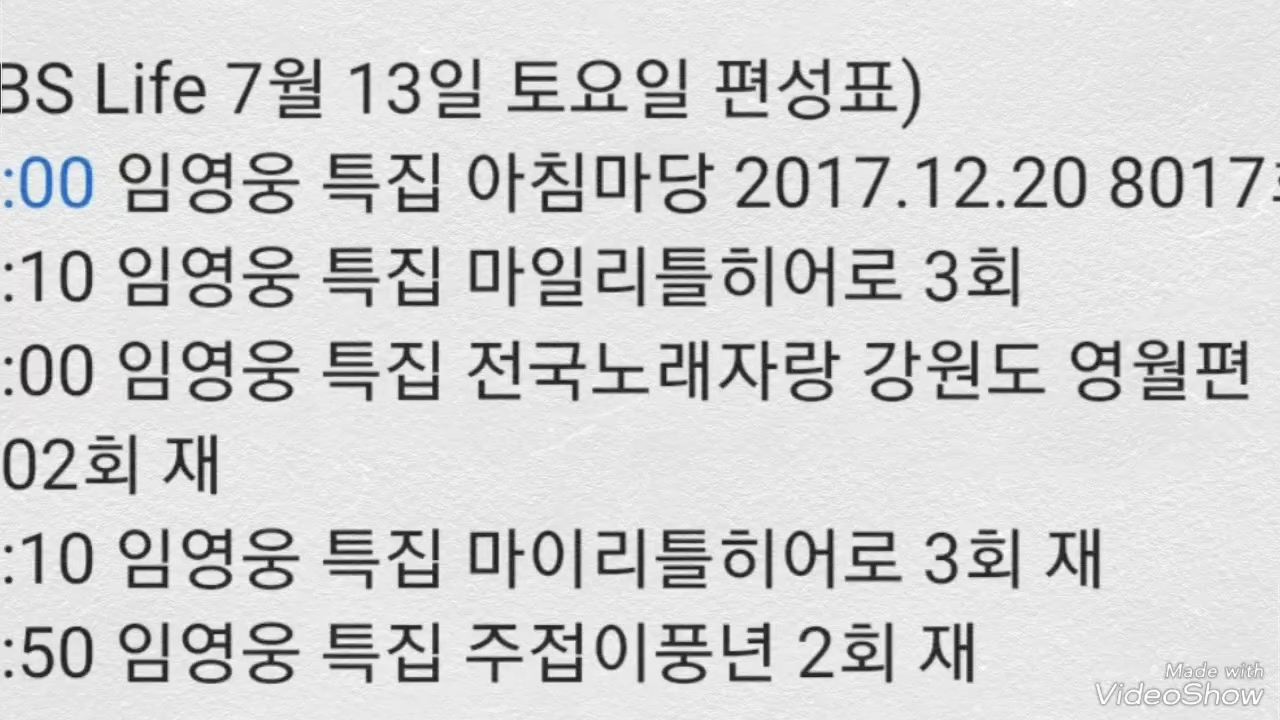 BS Life 7월 13일 토요일 편성표)
:00 임영웅 특집 아침마당 2017.12.20 8017
:10 임영웅 특집 마일리틀히어로 3회
:00 임영웅 특집 전국노래자랑 강원도 영월편
02회 재
:10 임영웅 특집 마이리틀히어로 3회 재
:50 임영웅 특집 주접이풍년 2회 재
Made with
VideoShow